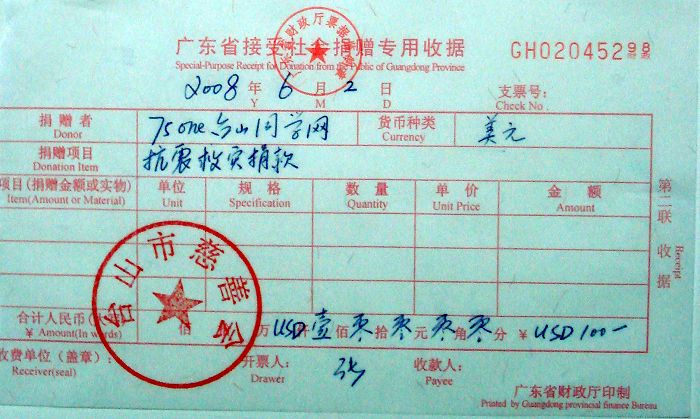 广东省接受社会捐赠专用收据 GH02045298
Special-Purpose Receipt for Donation from the Public of Guangdong Province
2008 年 6 月 2 日 支票号:
Y M D Check No.
捐赠者 75one台山同学网 货币种类 美元
Donor Currency
捐赠项目 抗震救灾捐款
Donation Item
项目(捐赠金额或实物) 单位 规格 数量 单价 金额
Item(Amount or Material) Unit Specification Quantity Unit Price Amount
第二联 收据 Receipt
台山市慈善会
合计人民币(大 佰 万 USD 壹佰零拾零元零角零分 ¥ USD100-
¥ Amount(In words)
收费单位(盖章): 开票人: 收款人:
Receiver(seal) Drawer Payee
广东省财政厅印制
Printed by Guangdong provincial finance Bureau